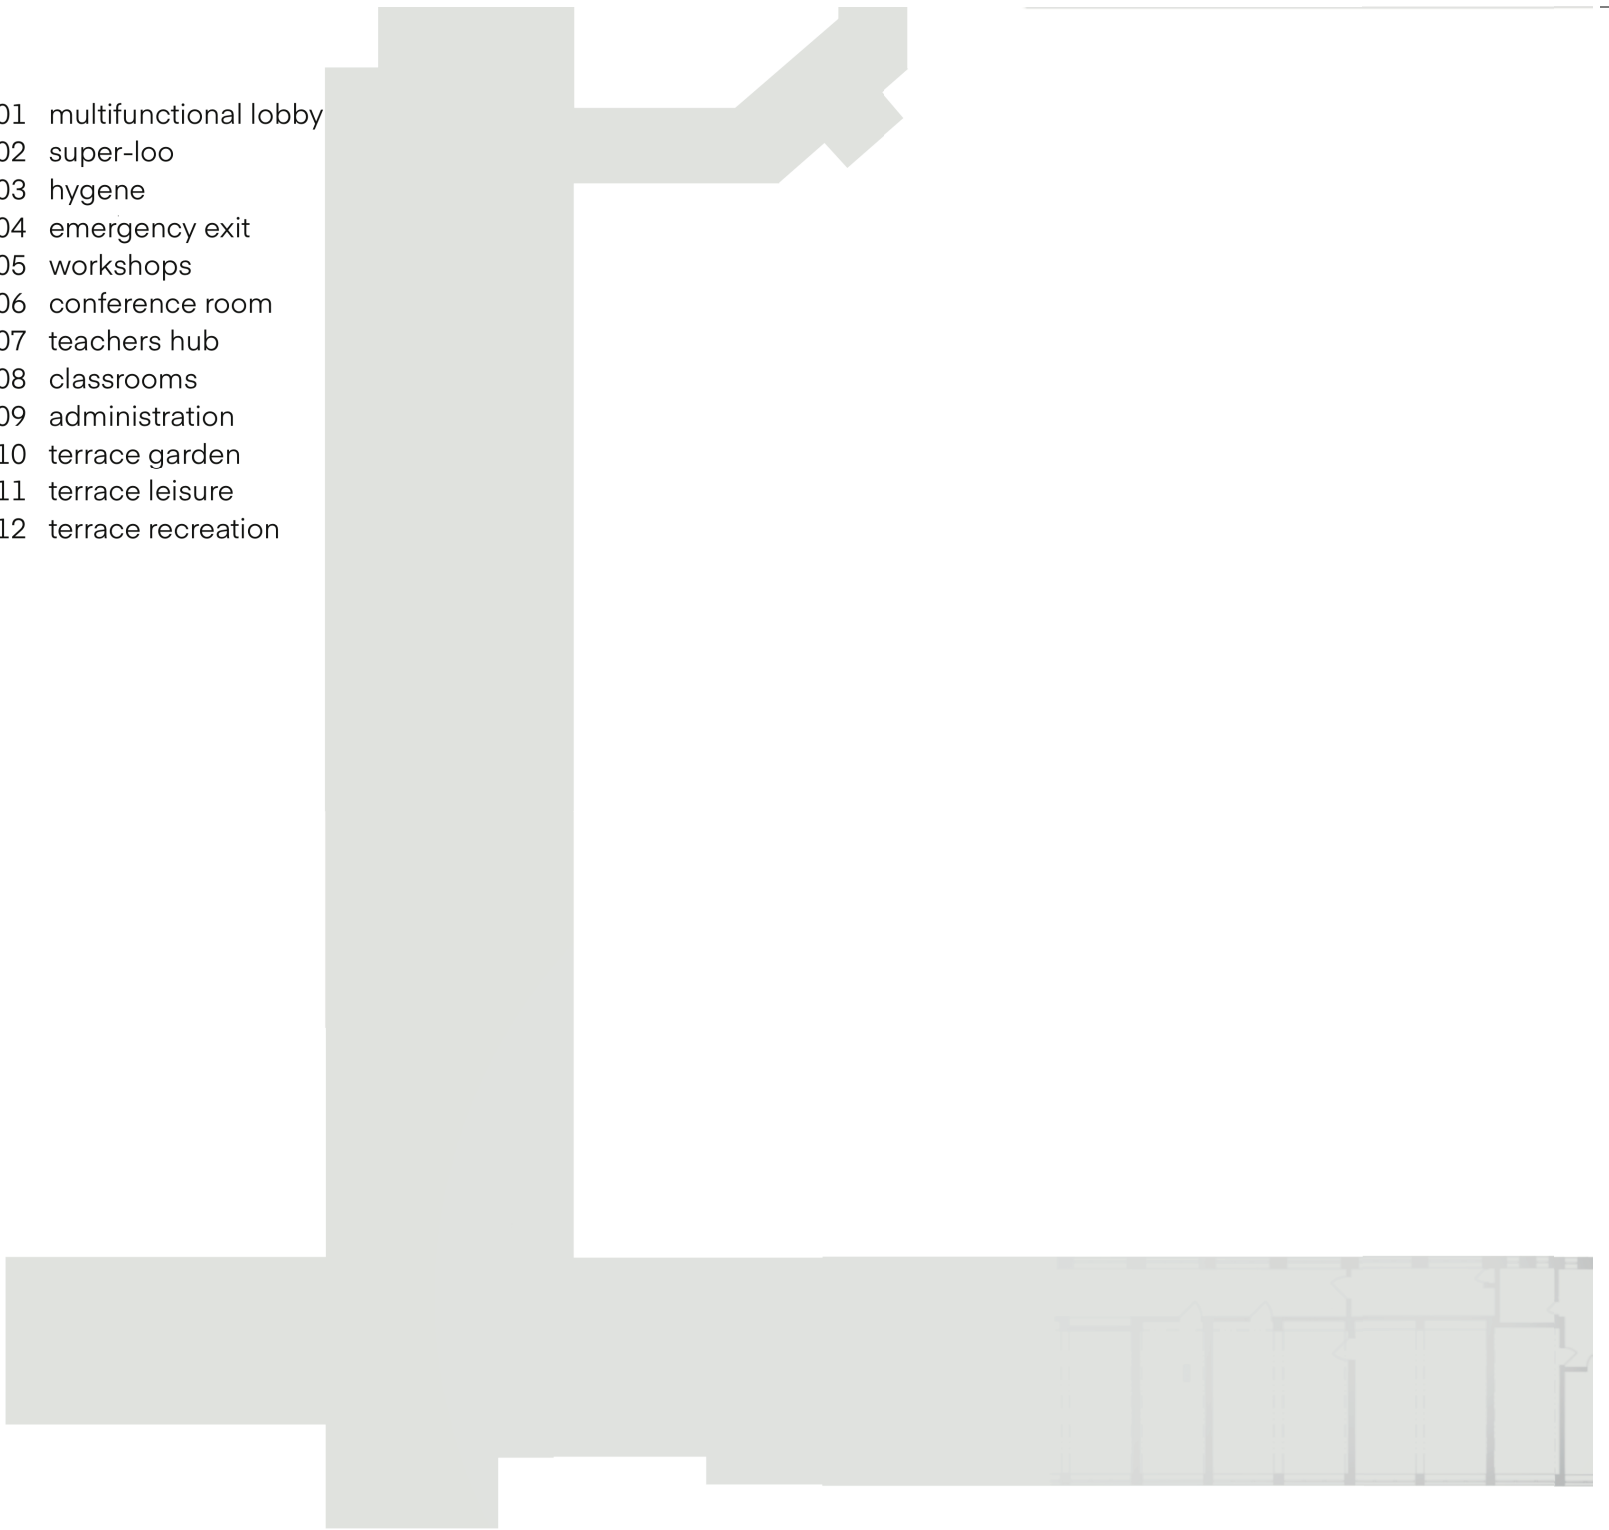 01 multifunctional lobby
02 super-loo
03 hygene
04 emergency exit
05 workshops
06 conference room
07 teachers hub
08 classrooms
09 administration
10 terrace garden
11 terrace leisure
12 terrace recreation